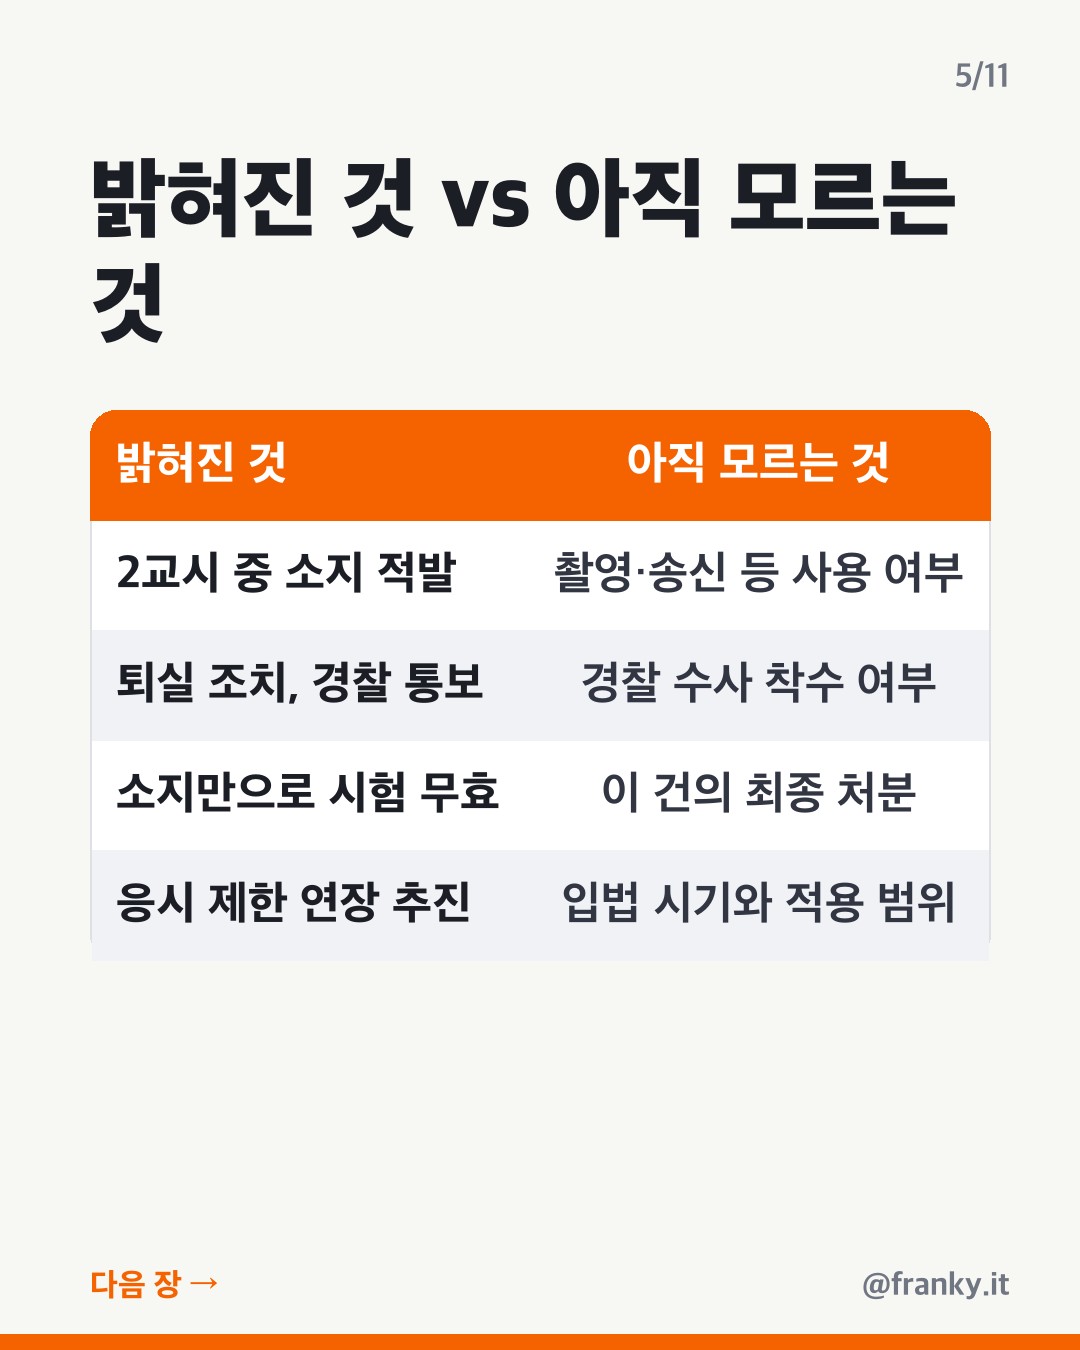 5/11
밝혀진 것 vs 아직 모르는
것
밝혀진 것 아직 모르는 것
2교시 중 소지 적발 촬영·송신 등 사용 여부
퇴실 조치, 경찰 통보 경찰 수사 착수 여부
소지만으로 시험 무효 이 건의 최종 처분
응시 제한 연장 추진 입법 시기와 적용 범위
다음 장 → @franky.it